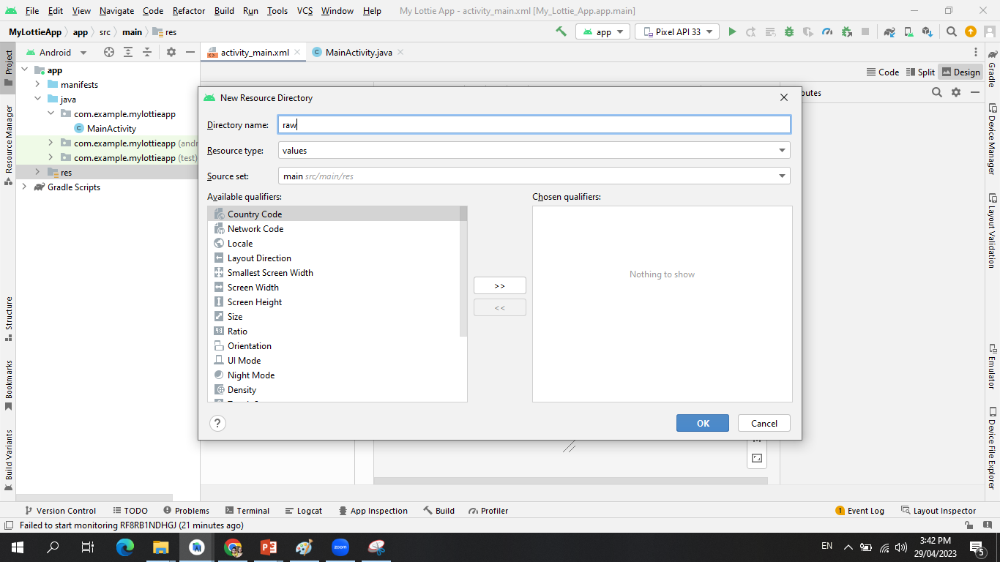 File Edit View Navigate Code Refactor Build Run Tools VCS Window Help My Lottie App - activity_main.xml [My_Lottie_App.app.main]
MyLottieApp app src main res app Pixel API 33
Project Android activity_main.xml MainActivity.java Gradle
app Code Split Design
manifests
java New Resource Directory butes
com.example.mylottieapp
MainActivity Directory name: raw
com.example.mylottieapp (andr
com.example.mylottieapp (test) Resource type: values
res Source set: main src/main/res
Gradle Scripts
Available qualifiers: Chosen qualifiers:
Country Code
Network Code
Locale
Layout Direction
Smallest Screen Width Nothing to show
Screen Width >>
Screen Height <<
Size
Ratio
Orientation
UI Mode
Night Mode
Density
? OK Cancel
Resource Manager
Structure
Bookmarks
Build Variants
Device Manager
Layout Validation
Emulator
Device File Explorer
Version Control TODO Problems Terminal Logcat App Inspection Build Profiler 1 Event Log Layout Inspector
Failed to start monitoring RF8RB1NDHGJ (21 minutes ago)
zoom EN 3:42 PM
29/04/2023 5